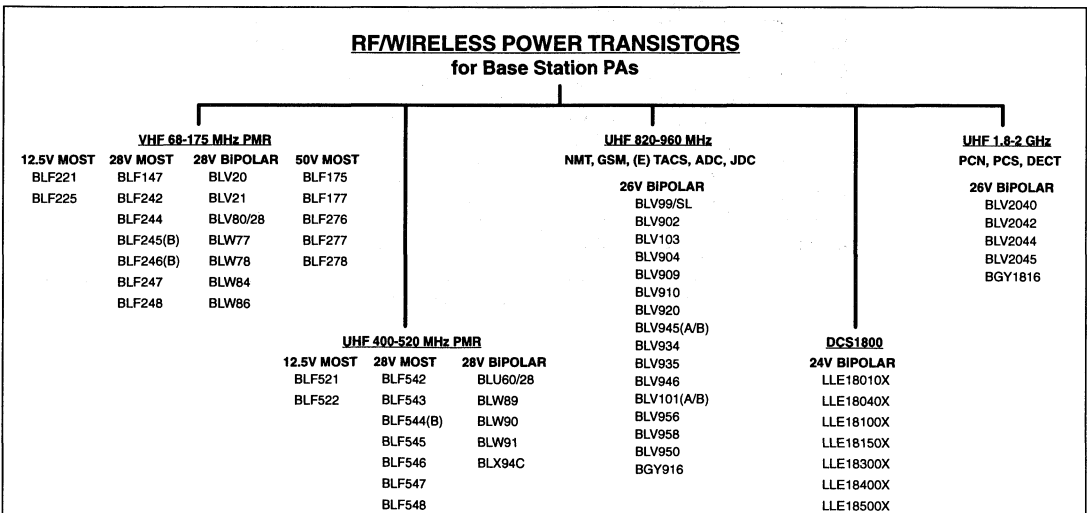 RF/WIRELESS POWER TRANSISTORS
for Base Station PAs
VHF 68-175 MHz PMR
12.5V MOST 28V MOST 28V BIPOLAR 50V MOST
BLF221 BLF147 BLV20 BLF175
BLF225 BLF242 BLV21 BLF177
BLF244 BLV80/28 BLF276
BLF245(B) BLW77 BLF277
BLF246(B) BLW78 BLF278
BLF247 BLW84
BLF248 BLW86
UHF 400-520 MHz PMR
12.5V MOST 28V MOST 28V BIPOLAR
BLF521 BLF542 BLU60/28
BLF522 BLF543 BLW89
BLF544(B) BLW90
BLF545 BLW91
BLF546 BLX94C
BLF547
BLF548
UHF 820-960 MHz
NMT, GSM, (E) TACS, ADC, JDC
26V BIPOLAR
BLV99/SL
BLV902
BLV103
BLV904
BLV909
BLV910
BLV920
BLV945(A/B)
BLV934
BLV935
BLV946
BLV101(A/B)
BLV956
BLV958
BLV950
BGY916
DCS1800
24V BIPOLAR
LLE18010X
LLE18040X
LLE18100X
LLE18150X
LLE18300X
LLE18400X
LLE18500X
UHF 1.8-2 GHz
PCN, PCS, DECT
26V BIPOLAR
BLV2040
BLV2042
BLV2044
BLV2045
BGY1816